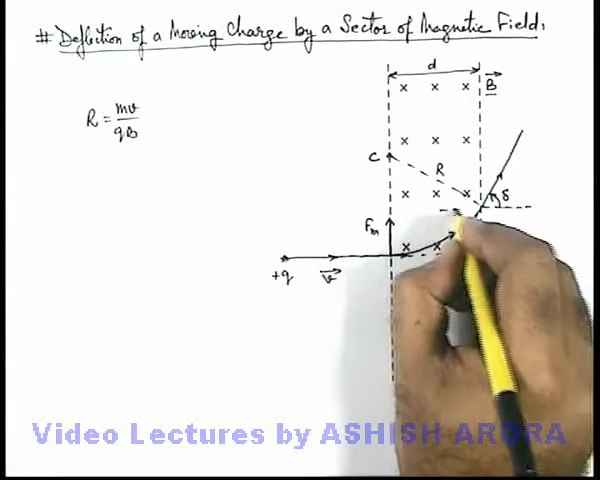 # Deflection of a Moving Charge by a Sector of Magnetic Field.
d
x x x B
R = mv / qB
x x x
C
R
x x x
δ
Fm
x x
+q
v
Video Lectures by ASHISH ARORA